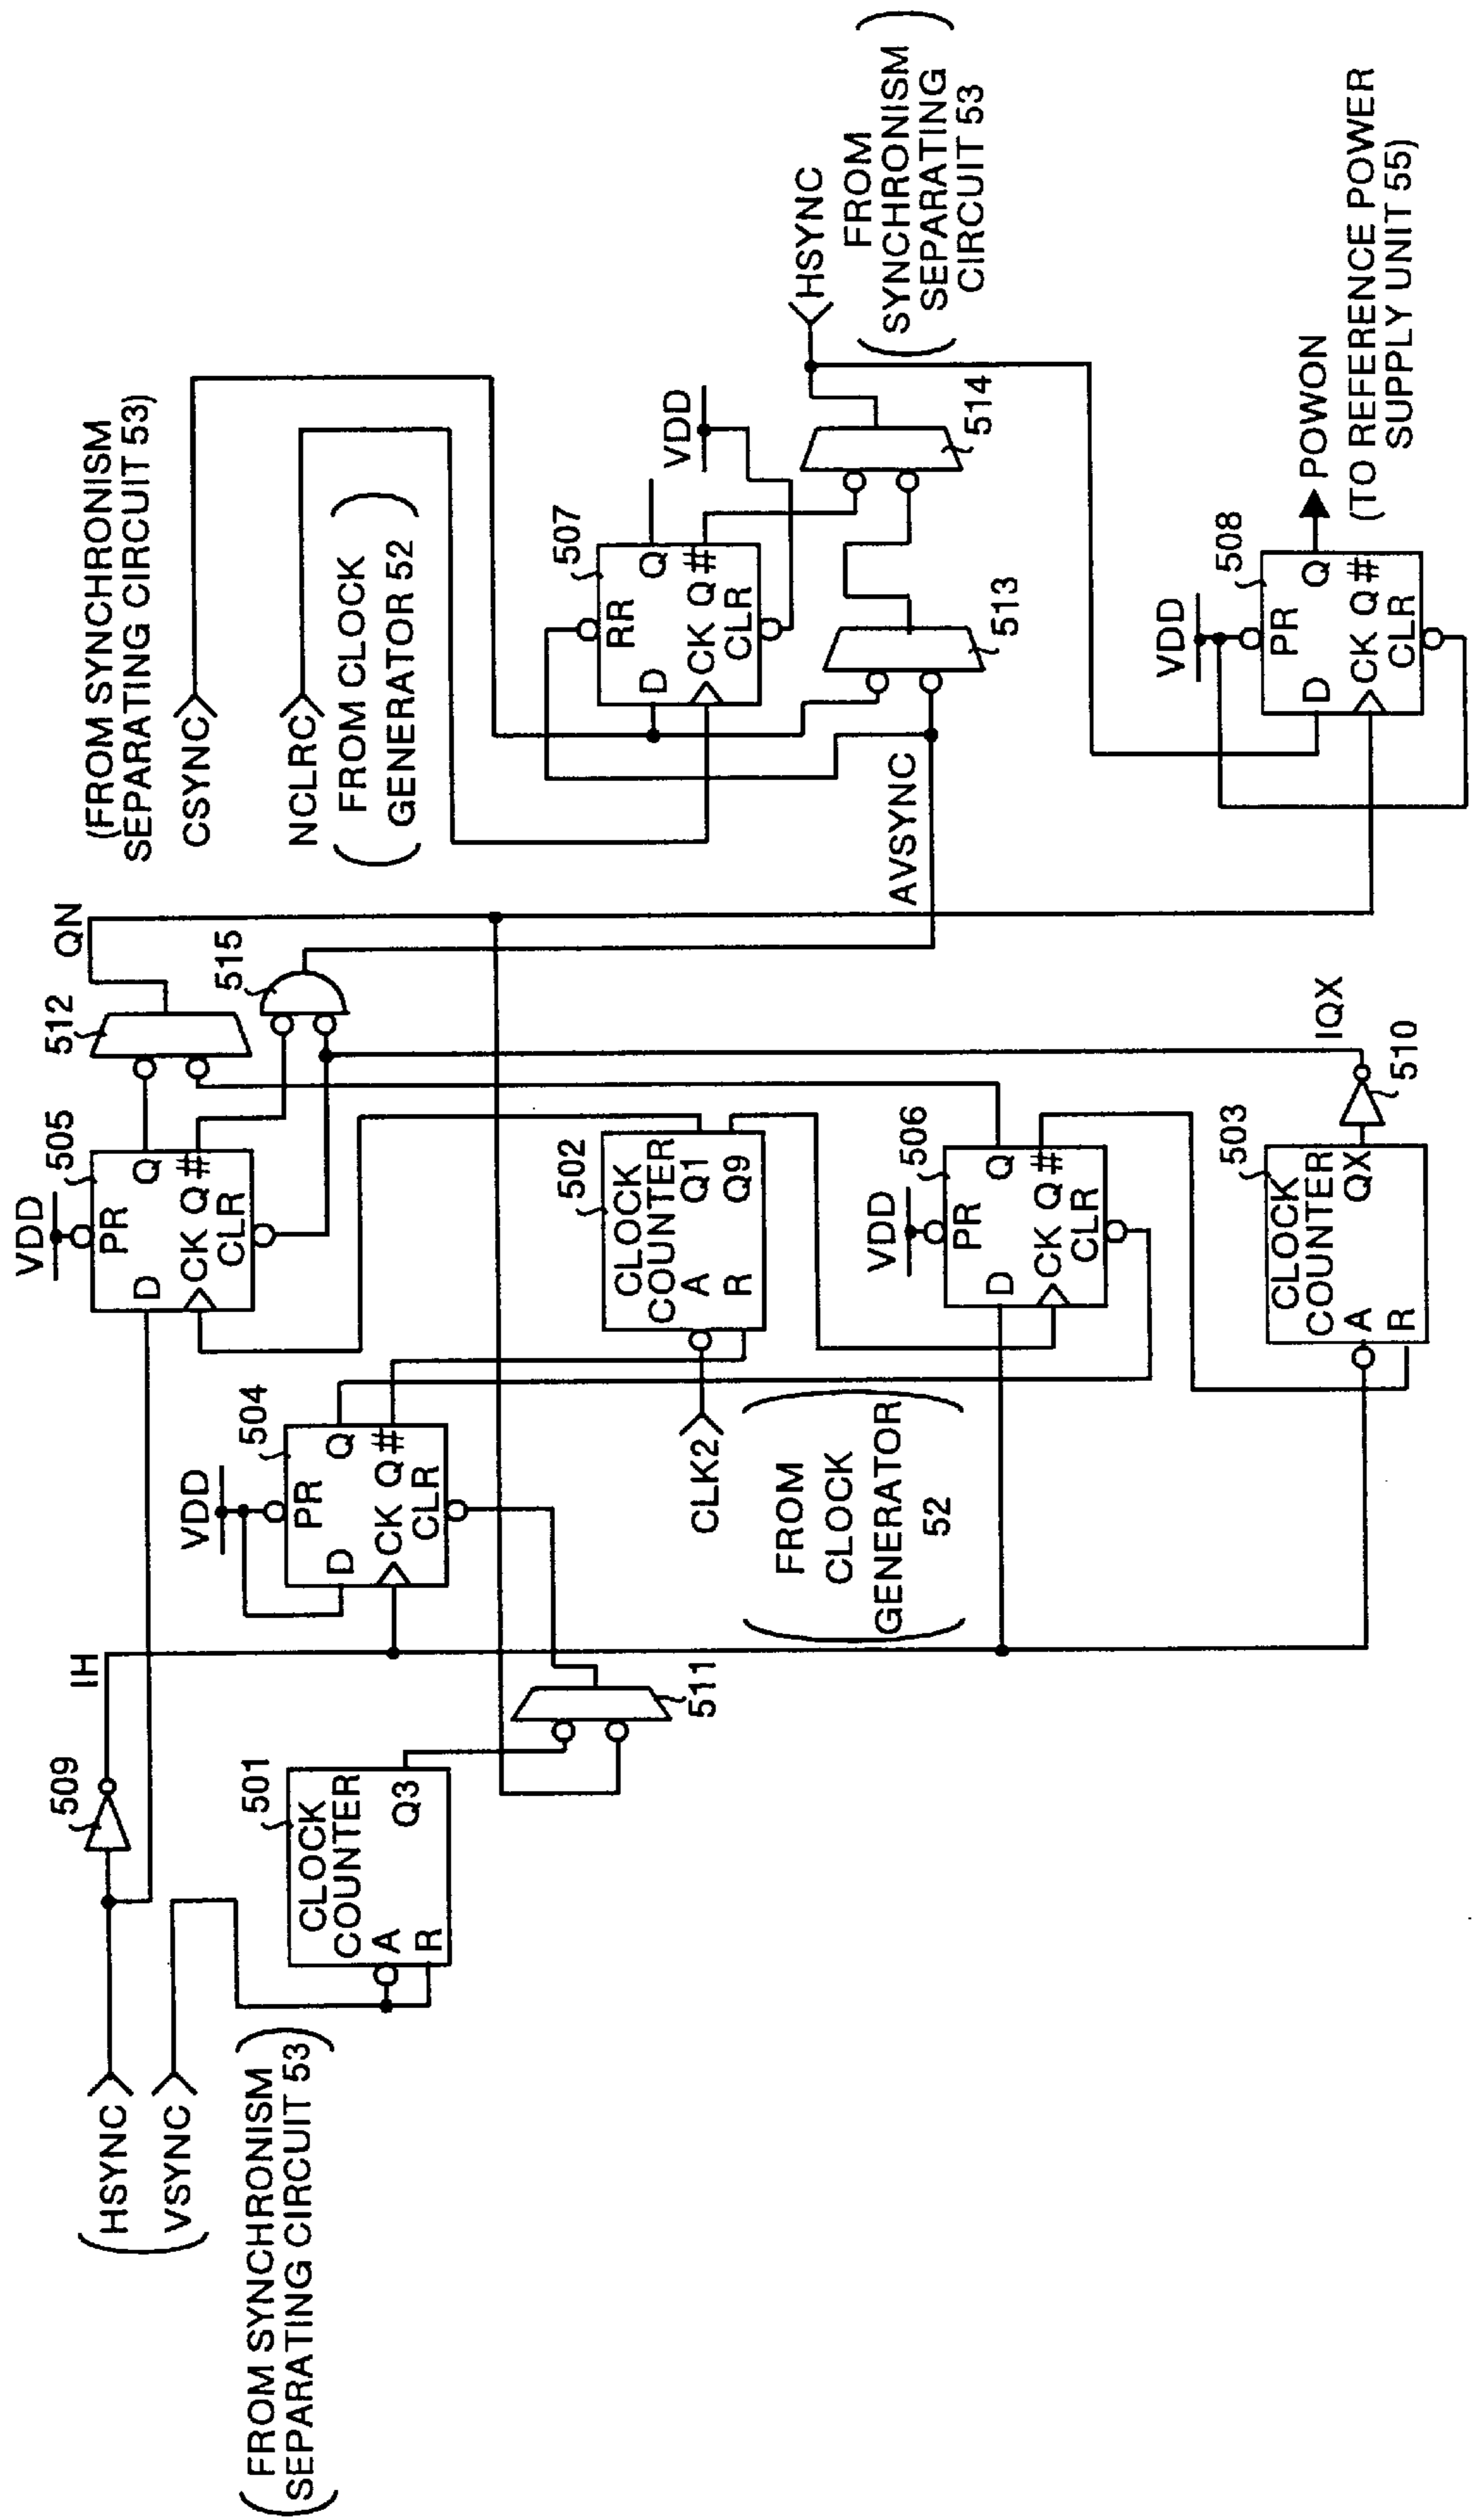 (HSYNC
VSYNC)
(FROM SYNCHRONISM
SEPARATING CIRCUIT 53)
509
IH
501
CLOCK
COUNTER
A
R
Q3
511
VDD
504
PR
D
Q
CK Q#
CLR
CLK2
(FROM
CLOCK
GENERATOR
52)
VDD
505
PR
D
Q
CK Q#
CLR
502
CLOCK
COUNTER
A Q1
R Q9
VDD
506
PR
D
Q
CK Q#
CLR
503
CLOCK
COUNTER
A QX
R
510
IQX
512
QN
515
AVSYNC
(FROM SYNCHRONISM
SEPARATING CIRCUIT 53)
CSYNC
NCLRC
(FROM CLOCK
GENERATOR 52)
507
RR
D
Q
CK Q#
CLR
VDD
513
514
HSYNC
(FROM
SYNCHRONISM
SEPARATING
CIRCUIT 53)
VDD
508
PR
D
Q
CK Q#
CLR
POWON
(TO REFERENCE POWER
SUPPLY UNIT 55)